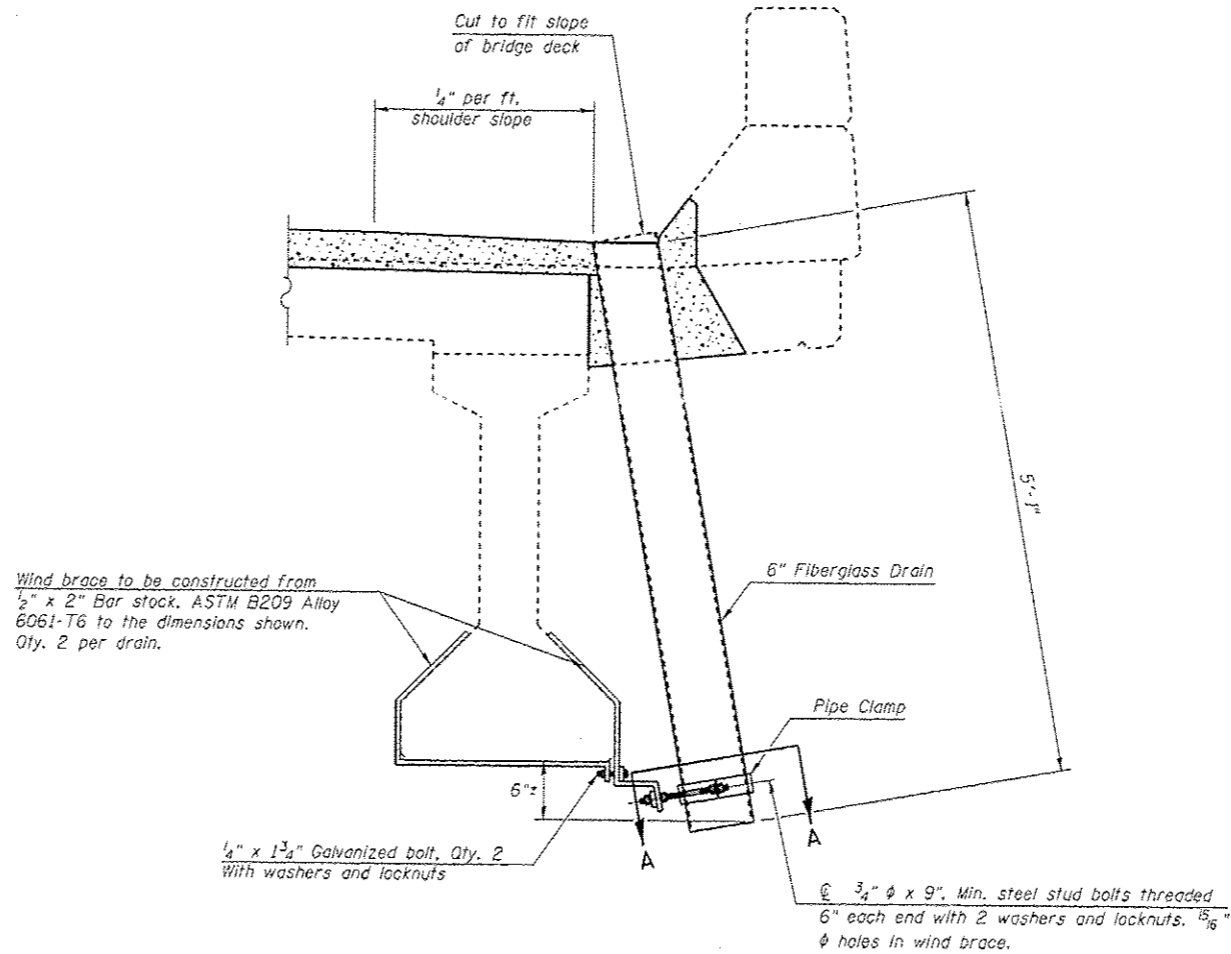 Cut to fit slope
of bridge deck
1/4" per ft.
shoulder slope
5'-1"
6" Fiberglass Drain
Wind brace to be constructed from
1/2" x 2" Bar stock. ASTM B209 Alloy
6061-T6 to the dimensions shown.
Qty. 2 per drain.
Pipe Clamp
6"±
A
A
1/4" x 1 3/4" Galvanized bolt, Qty. 2
With washers and locknuts
℄ 3/4" ϕ x 9". Min. steel stud bolts threaded
6" each end with 2 washers and locknuts. 15/16"
ϕ holes in wind brace.